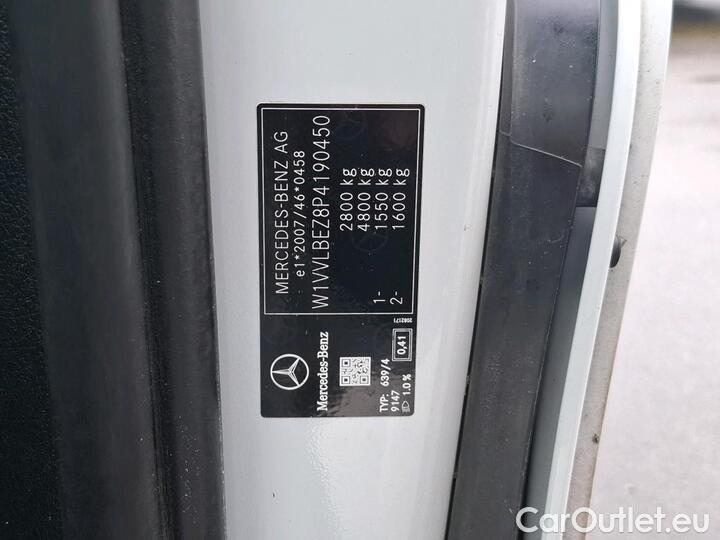 MERCEDES-BENZ AG
e1*2007/46*0458
W1VVLBEZ8P4190450
2800 kg
4800 kg
1- 1550 kg
2- 1600 kg
2082171
Mercedes-Benz
TYP: 639/4
9147
1.0 %
0,41
CarOutlet.eu